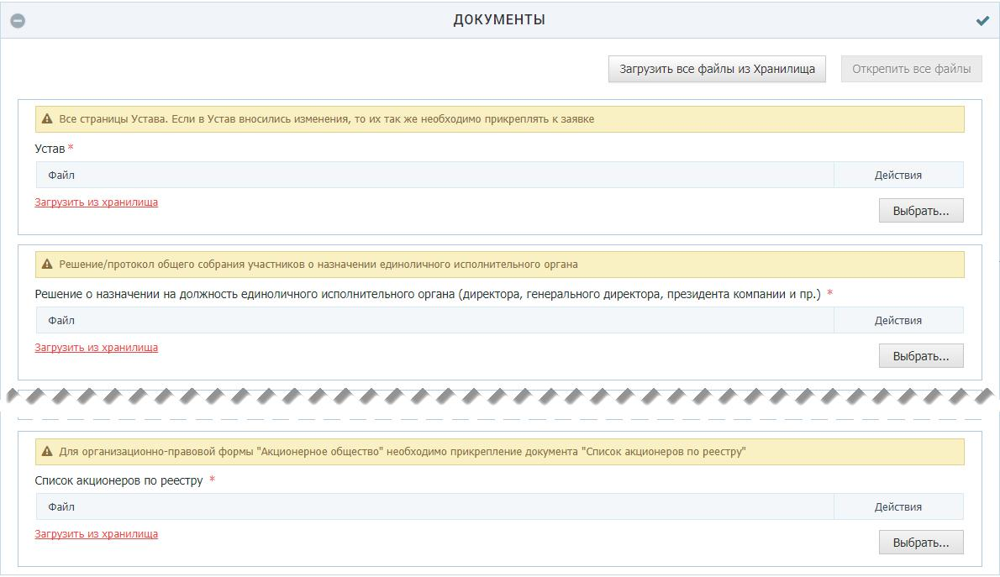 ДОКУМЕНТЫ
Загрузить все файлы из Хранилища
Открепить все файлы
Все страницы Устава. Если в Устав вносились изменения, то их так же необходимо прикреплять к заявке
Устав *
Файл Действия
Загрузить из хранилища
Выбрать...
Решение/протокол общего собрания участников о назначении единоличного исполнительного органа
Решение о назначении на должность единоличного исполнительного органа (директора, генерального директора, президента компании и пр.) *
Файл Действия
Загрузить из хранилища
Выбрать...
Для организационно-правовой формы "Акционерное общество" необходимо прикрепление документа "Список акционеров по реестру"
Список акционеров по реестру *
Файл Действия
Загрузить из хранилища
Выбрать...